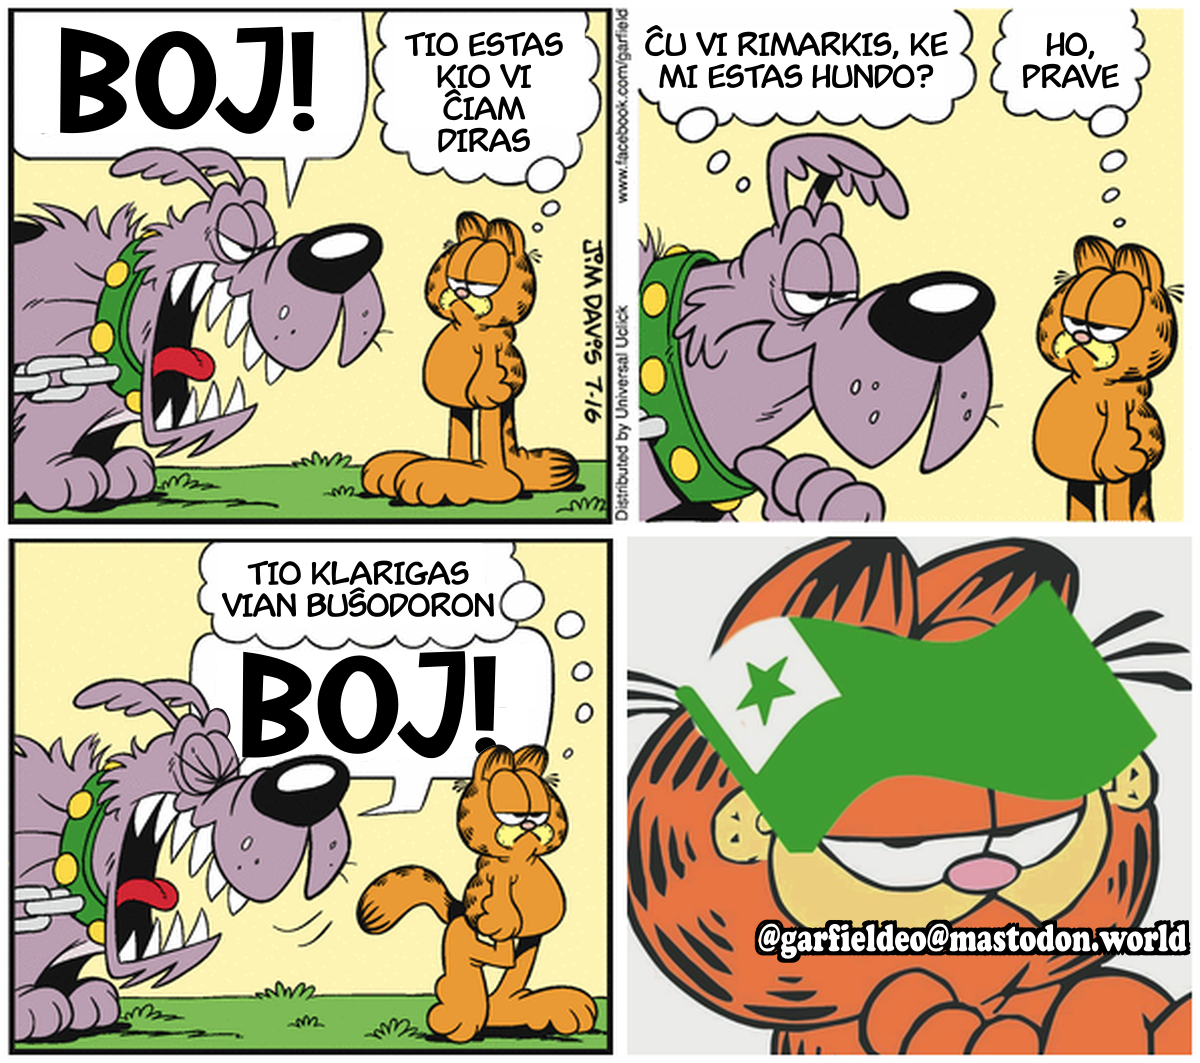 BOJ!
TIO ESTAS
KIO VI
ĈIAM
DIRAS
JIM DAVIS 7-16
www.facebook.com/garfield
Distributed by Universal Uclick
ĈU VI RIMARKIS, KE
MI ESTAS HUNDO?
HO,
PRAVE
TIO KLARIGAS
VIAN BUŜODORON
BOJ!
@garfieldeo@mastodon.world